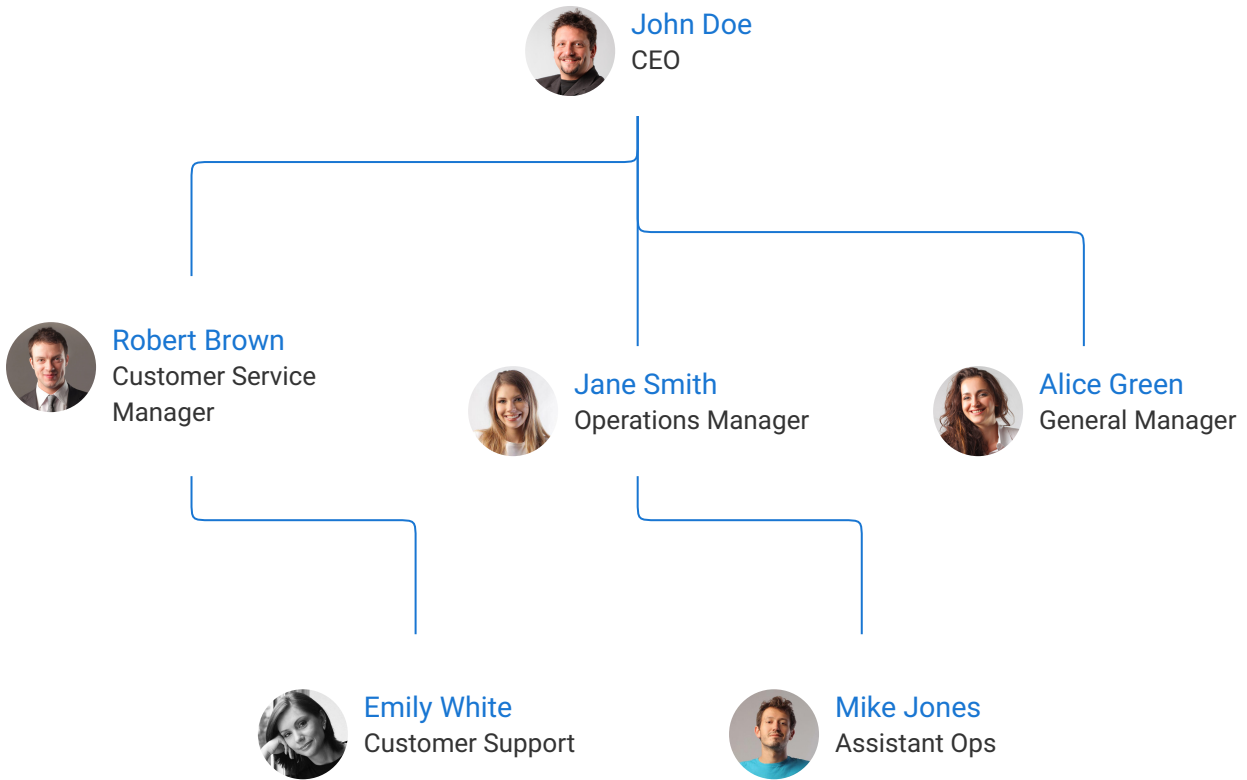 John Doe
CEO
Robert Brown
Customer Service
Manager
Jane Smith
Operations Manager
Alice Green
General Manager
Emily White
Customer Support
Mike Jones
Assistant Ops